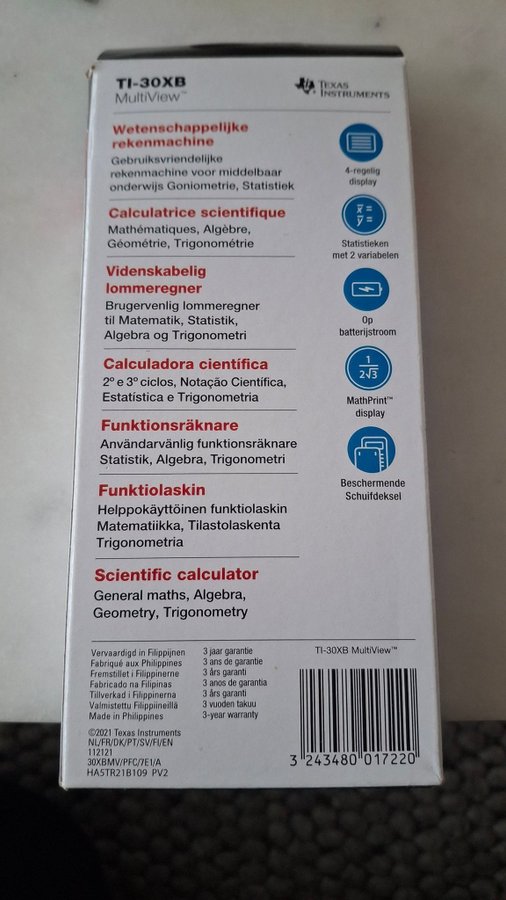 TI-30XB
MultiView™
TEXAS
INSTRUMENTS
Wetenschappelijke
rekenmachine
Gebruiksvriendelijke
rekenmachine voor middelbaar
onderwijs Goniometrie, Statistiek
Calculatrice scientifique
Mathématiques, Algèbre,
Géométrie, Trigonométrie
Videnskabelig
lommeregner
Brugervenlig lommeregner
til Matematik, Statistik,
Algebra og Trigonometri
Calculadora científica
2º e 3º ciclos, Notação Científica,
Estatística e Trigonometria
Funktionsräknare
Användarvänlig funktionsräknare
Statistik, Algebra, Trigonometri
Funktiolaskin
Helppokäyttöinen funktiolaskin
Matematiikka, Tilastolaskenta
Trigonometria
Scientific calculator
General maths, Algebra,
Geometry, Trigonometry
4-regelig
display
x̅ =
y̅ =
Statistieken
met 2 variabelen
Op
batterijstroom
1
2√3
MathPrint™
display
Beschermende
Schuifdeksel
Vervaardigd in Filippijnen 3 jaar garantie
Fabriqué aux Philippines 3 ans de garantie
Fremstillet i Filippinerne 3 års garanti
Fabricado na Filipinas 3 anos de garantia
Tillverkad i Filippinerna 3 års garanti
Valmistettu Filippiineillä 3 vuoden takuu
Made in Philippines 3-year warranty
©2021 Texas Instruments
NL/FR/DK/PT/SV/FI/EN
112121
30XBMV/PFC/7E1/A
HA5TR21B109 PV2
TI-30XB MultiView™
3 243480 017220